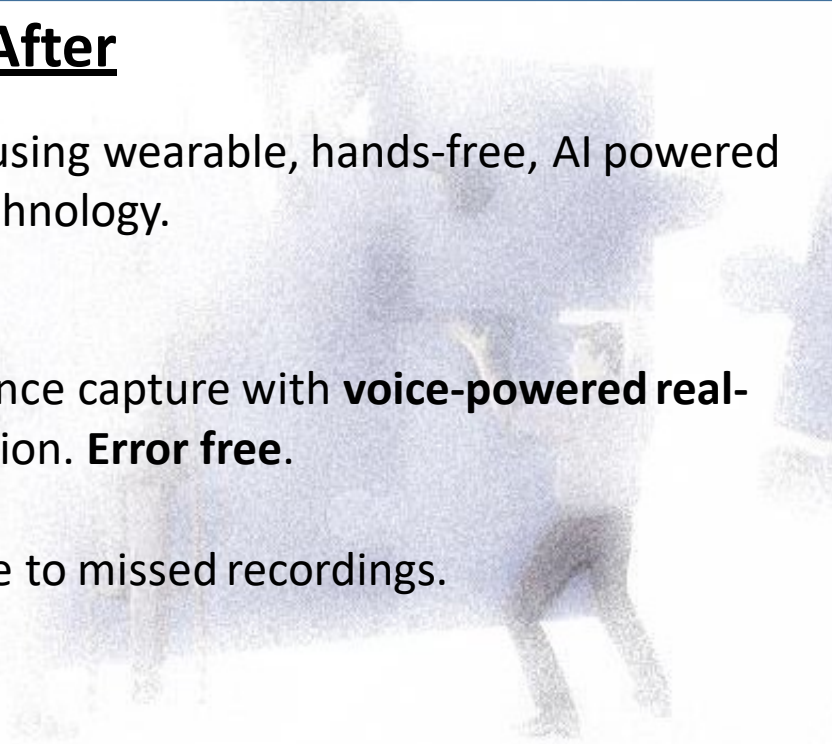 After
using wearable, hands-free, AI powered
hnology.
nce capture with voice-powered real-
ion. Error free.
e to missed recordings.